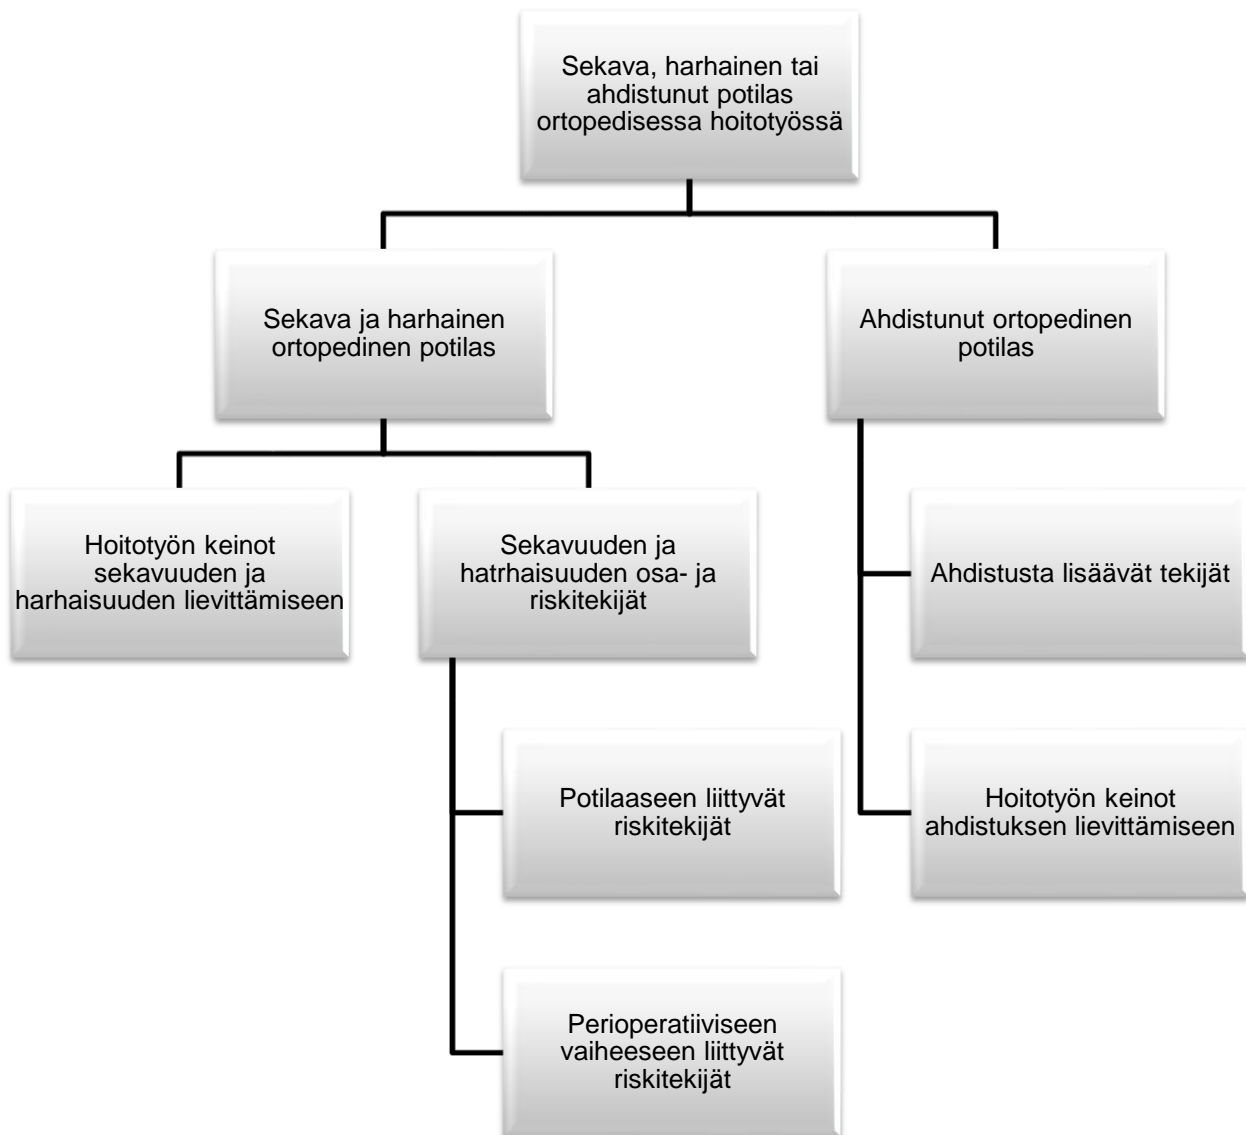 Sekava, harhainen tai
ahdistunut potilas
ortopedisessa hoitotyössä
Sekava ja harhainen
ortopedinen potilas
Ahdistunut ortopedinen
potilas
Hoitotyön keinot
sekavuuden ja
harhaisuuden lievittämiseen
Sekavuuden ja
hatrhaisuuden osa- ja
riskitekijät
Ahdistusta lisäävät tekijät
Potilaaseen liittyvät
riskitekijät
Hoitotyön keinot
ahdistuksen lievittämiseen
Perioperatiiviseen
vaiheeseen liittyvät
riskitekijät